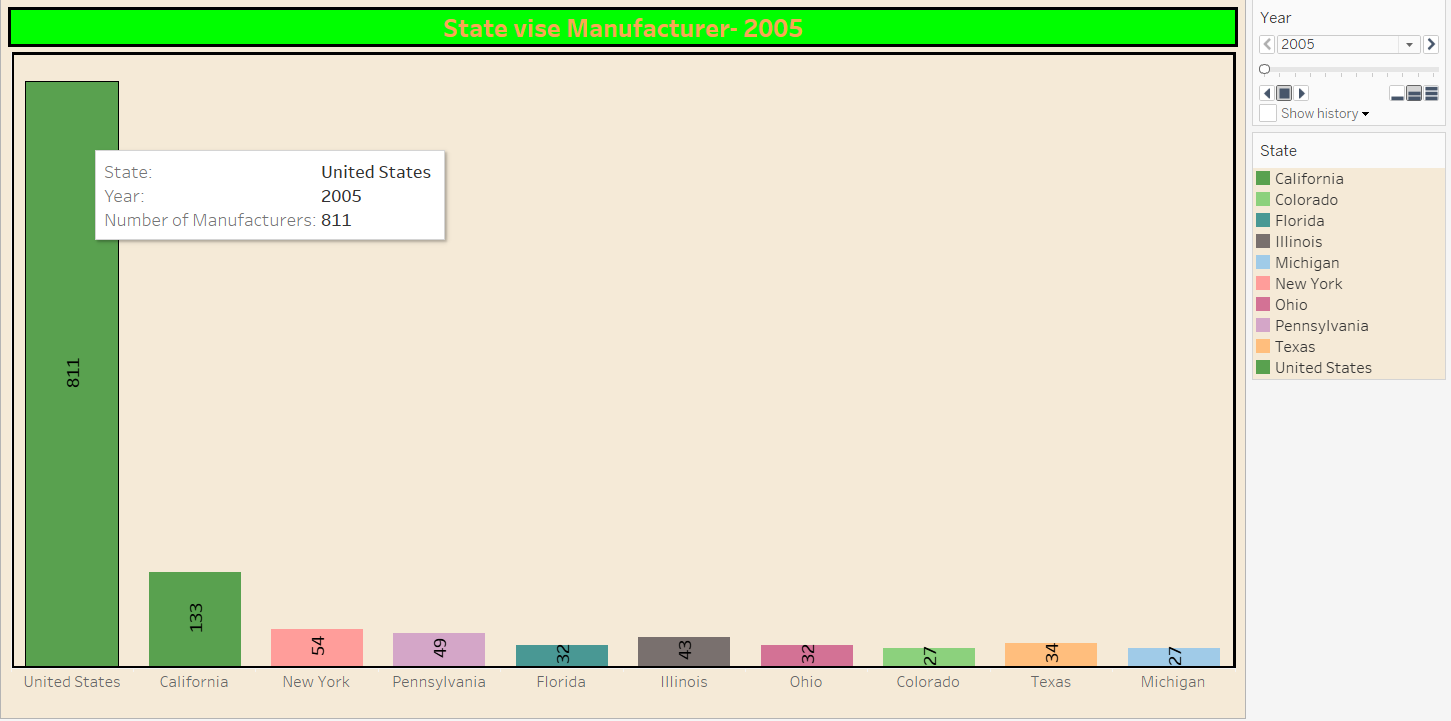 State vise Manufacturer- 2005
State: United States
Year: 2005
Number of Manufacturers: 811
811
133
54
49
32
43
32
27
34
27
United States California New York Pennsylvania Florida Illinois Ohio Colorado Texas Michigan
Year
2005
Show history
State
California
Colorado
Florida
Illinois
Michigan
New York
Ohio
Pennsylvania
Texas
United States